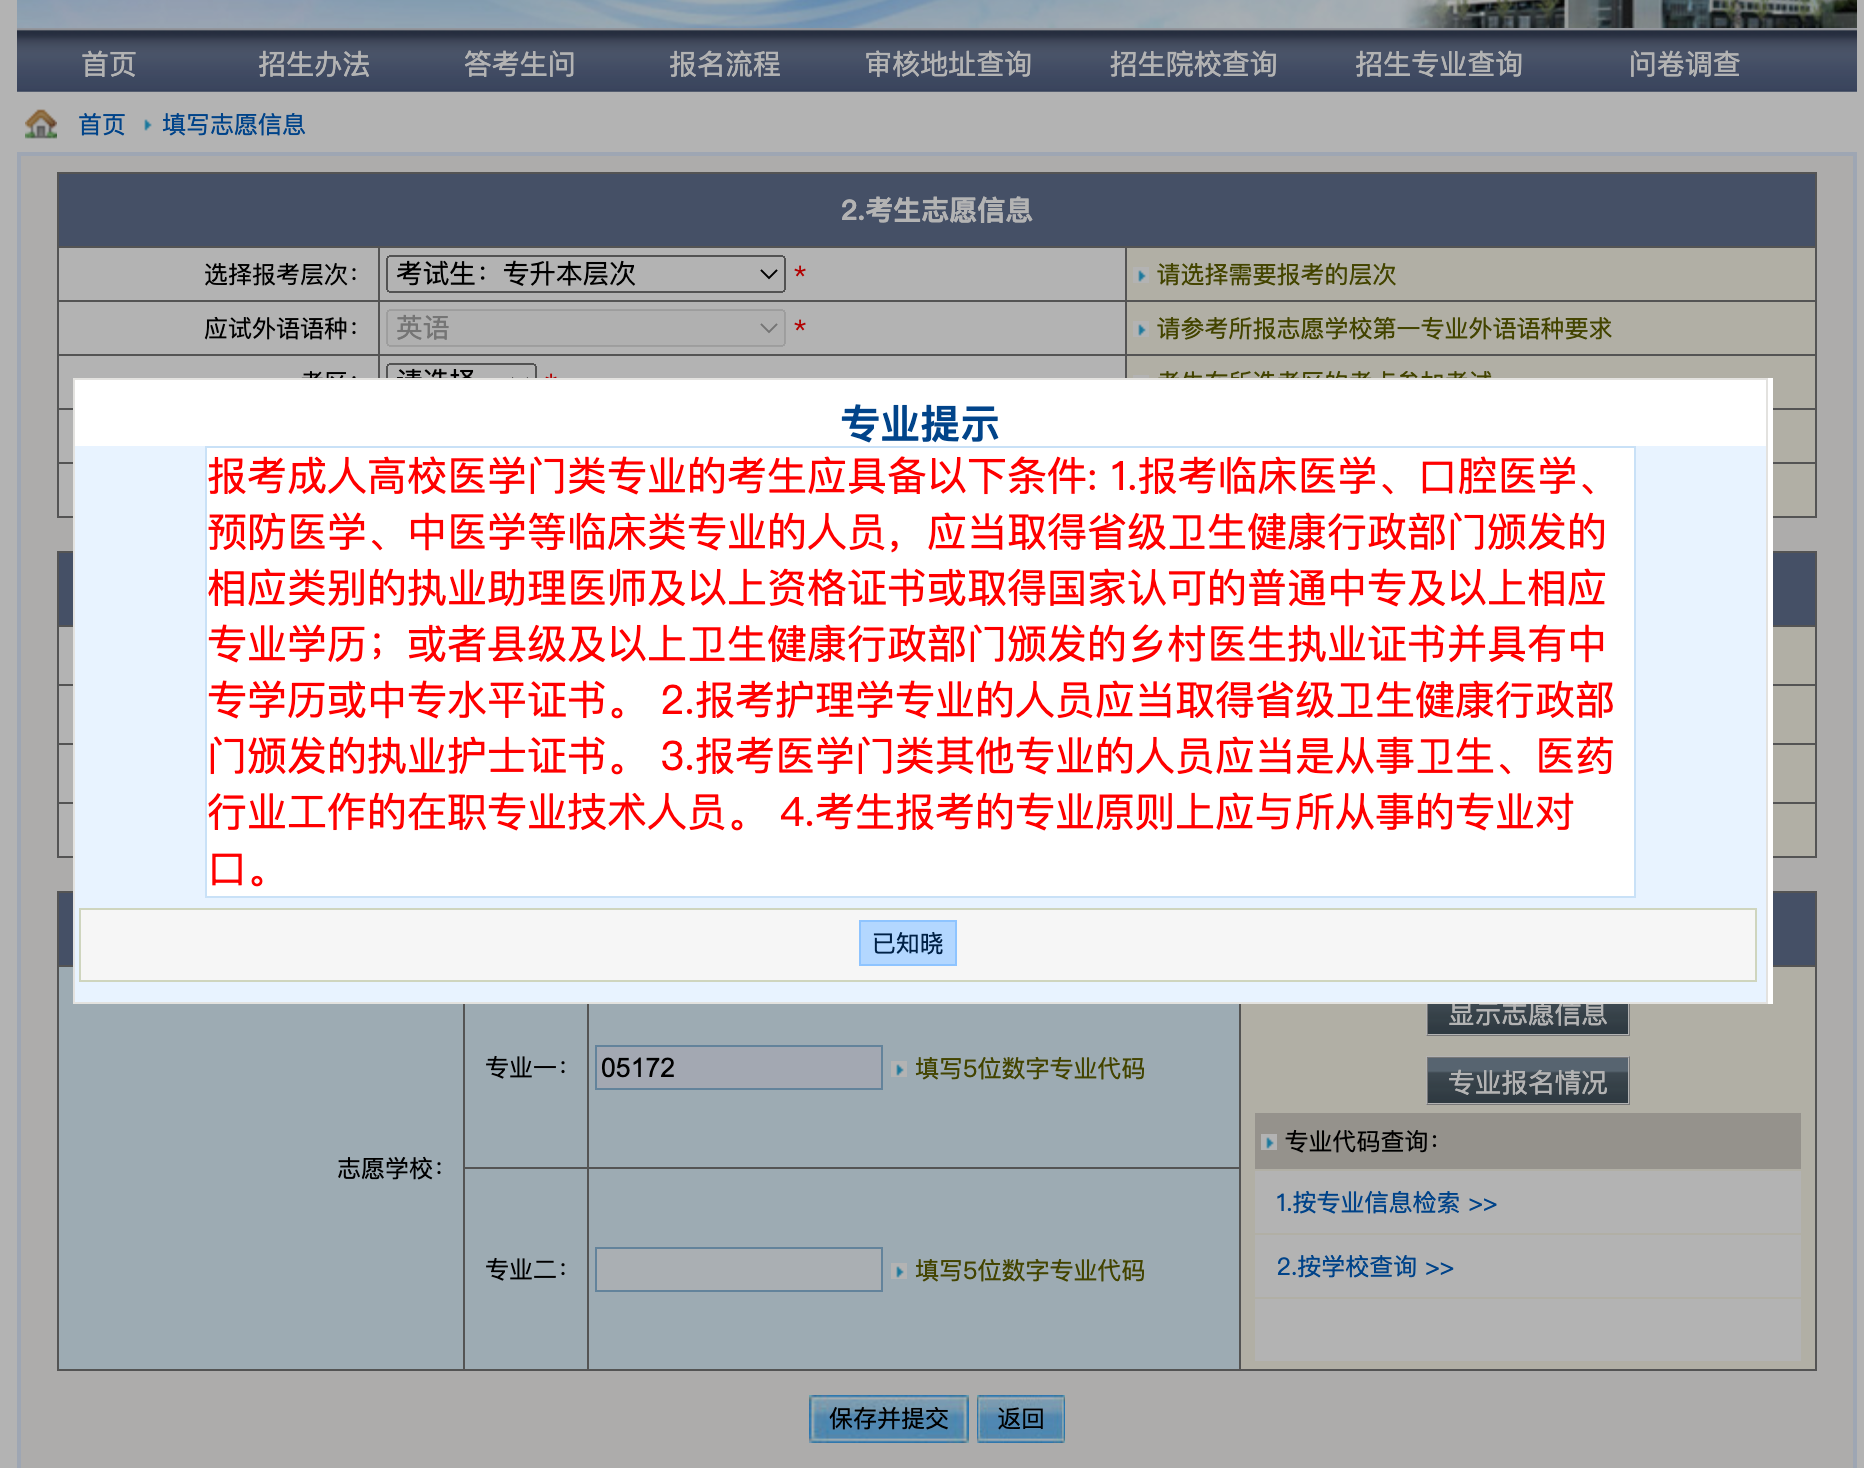 首页 招生办法 答考生问 报名流程 审核地址查询 招生院校查询 招生专业查询 问卷调查
首页 填写志愿信息
2.考生志愿信息
选择报考层次： 考试生：专升本层次 * 请选择需要报考的层次
应试外语语种： 英语 * 请参考所报志愿学校第一专业外语语种要求
专业提示
报考成人高校医学门类专业的考生应具备以下条件: 1.报考临床医学、口腔医学、
预防医学、中医学等临床类专业的人员，应当取得省级卫生健康行政部门颁发的
相应类别的执业助理医师及以上资格证书或取得国家认可的普通中专及以上相应
专业学历；或者县级及以上卫生健康行政部门颁发的乡村医生执业证书并具有中
专学历或中专水平证书。 2.报考护理学专业的人员应当取得省级卫生健康行政部
门颁发的执业护士证书。 3.报考医学门类其他专业的人员应当是从事卫生、医药
行业工作的在职专业技术人员。 4.考生报考的专业原则上应与所从事的专业对
口。
已知晓
显示志愿信息
专业一： 05172 填写5位数字专业代码
专业报名情况
专业代码查询：
志愿学校：
1.按专业信息检索 >>
专业二： 填写5位数字专业代码
2.按学校查询 >>
保存并提交 返回